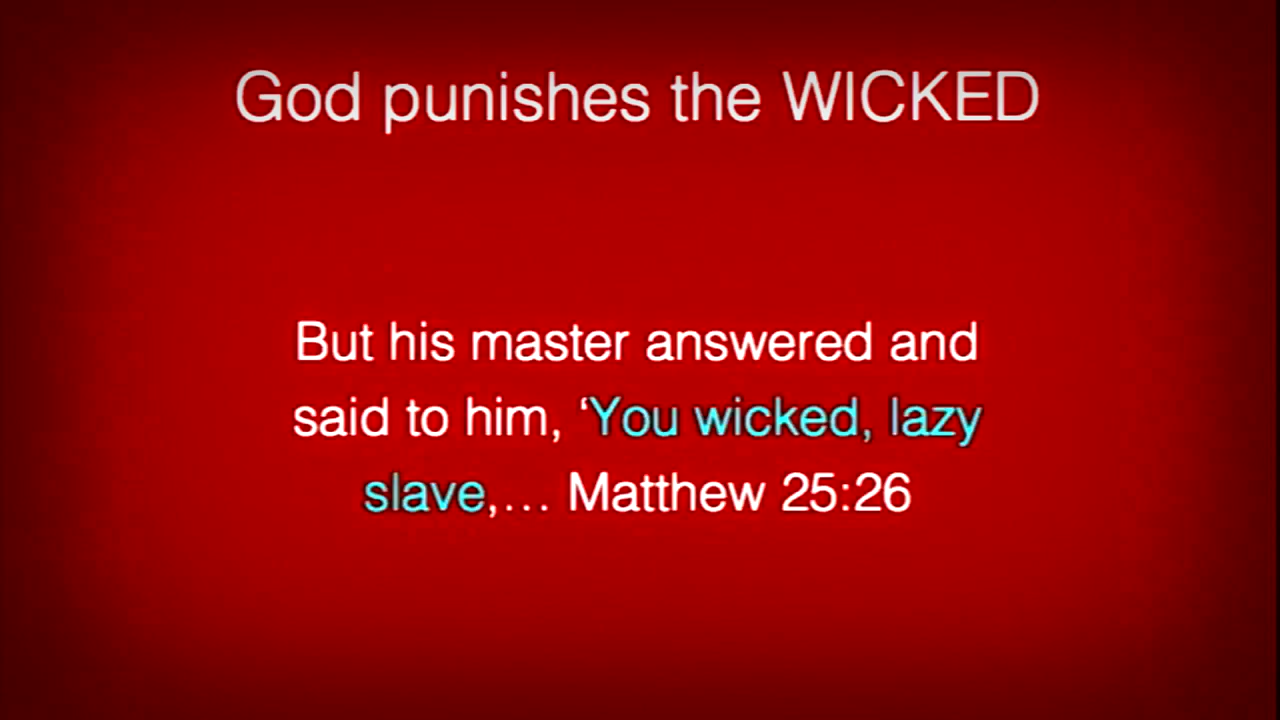 God punishes the WICKED
But his master answered and
said to him, ‘You wicked, lazy
slave,… Matthew 25:26